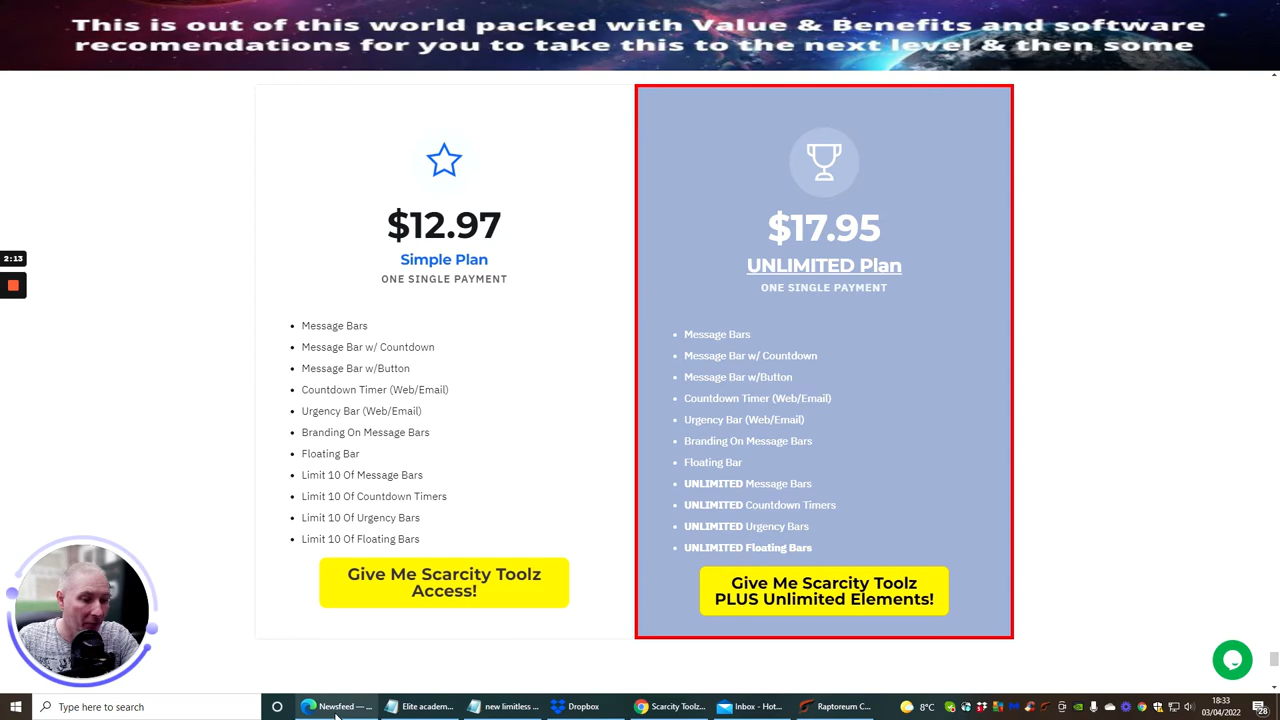 This is out of this world packed with Value & Benefits and software
recomendations for you to take this to the next level & then some
$12.97
Simple Plan
ONE SINGLE PAYMENT
Message Bars
Message Bar w/ Countdown
Message Bar w/Button
Countdown Timer (Web/Email)
Urgency Bar (Web/Email)
Branding On Message Bars
Floating Bar
Limit 10 Of Message Bars
Limit 10 Of Countdown Timers
Limit 10 Of Urgency Bars
Limit 10 Of Floating Bars
Give Me Scarcity Toolz
Access!
$17.95
UNLIMITED Plan
ONE SINGLE PAYMENT
Message Bars
Message Bar w/ Countdown
Message Bar w/Button
Countdown Timer (Web/Email)
Urgency Bar (Web/Email)
Branding On Message Bars
Floating Bar
UNLIMITED Message Bars
UNLIMITED Countdown Timers
UNLIMITED Urgency Bars
UNLIMITED Floating Bars
Give Me Scarcity Toolz
PLUS Unlimited Elements!
2:13
Type here to search
Newsfeed — ...
Elite academ...
new limitless ...
Dropbox
Scarcity Toolz...
Inbox - Hot...
Raptoreum C...
8°C
18:33
03/04/2022
28